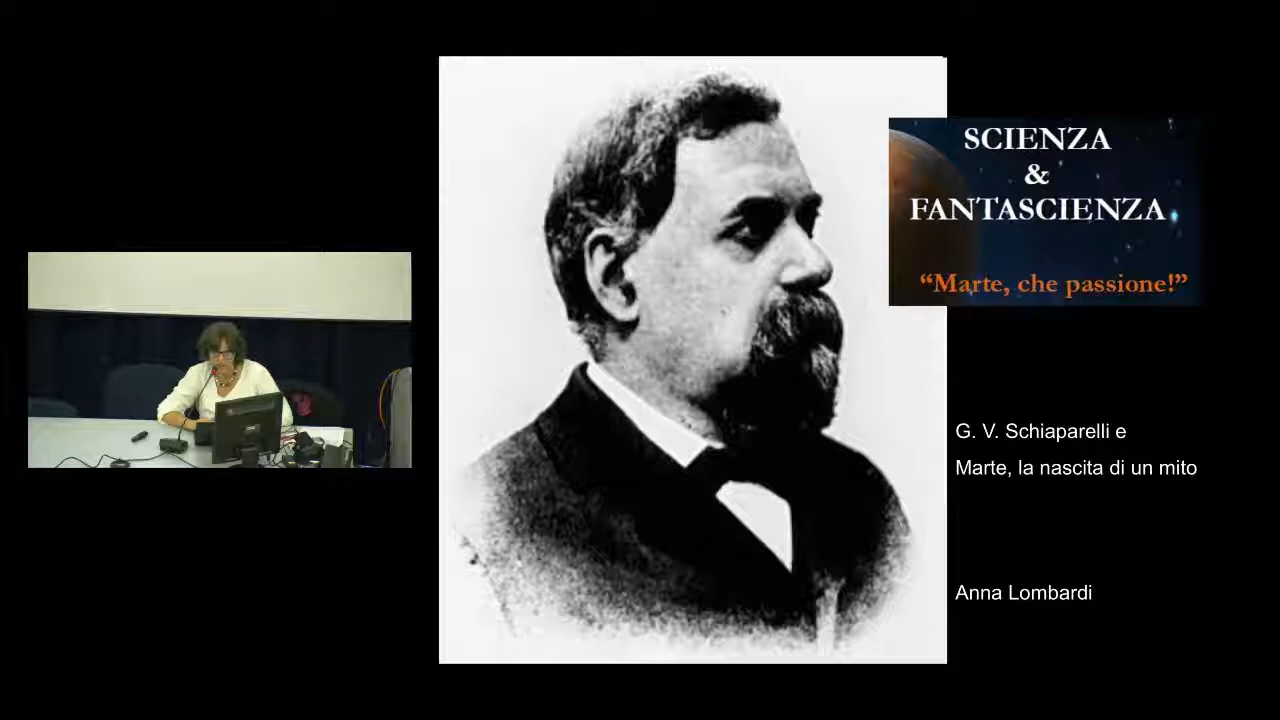 SCIENZA
&
FANTASCIENZA
“Marte, che passione!”
G. V. Schiaparelli e
Marte, la nascita di un mito
Anna Lombardi